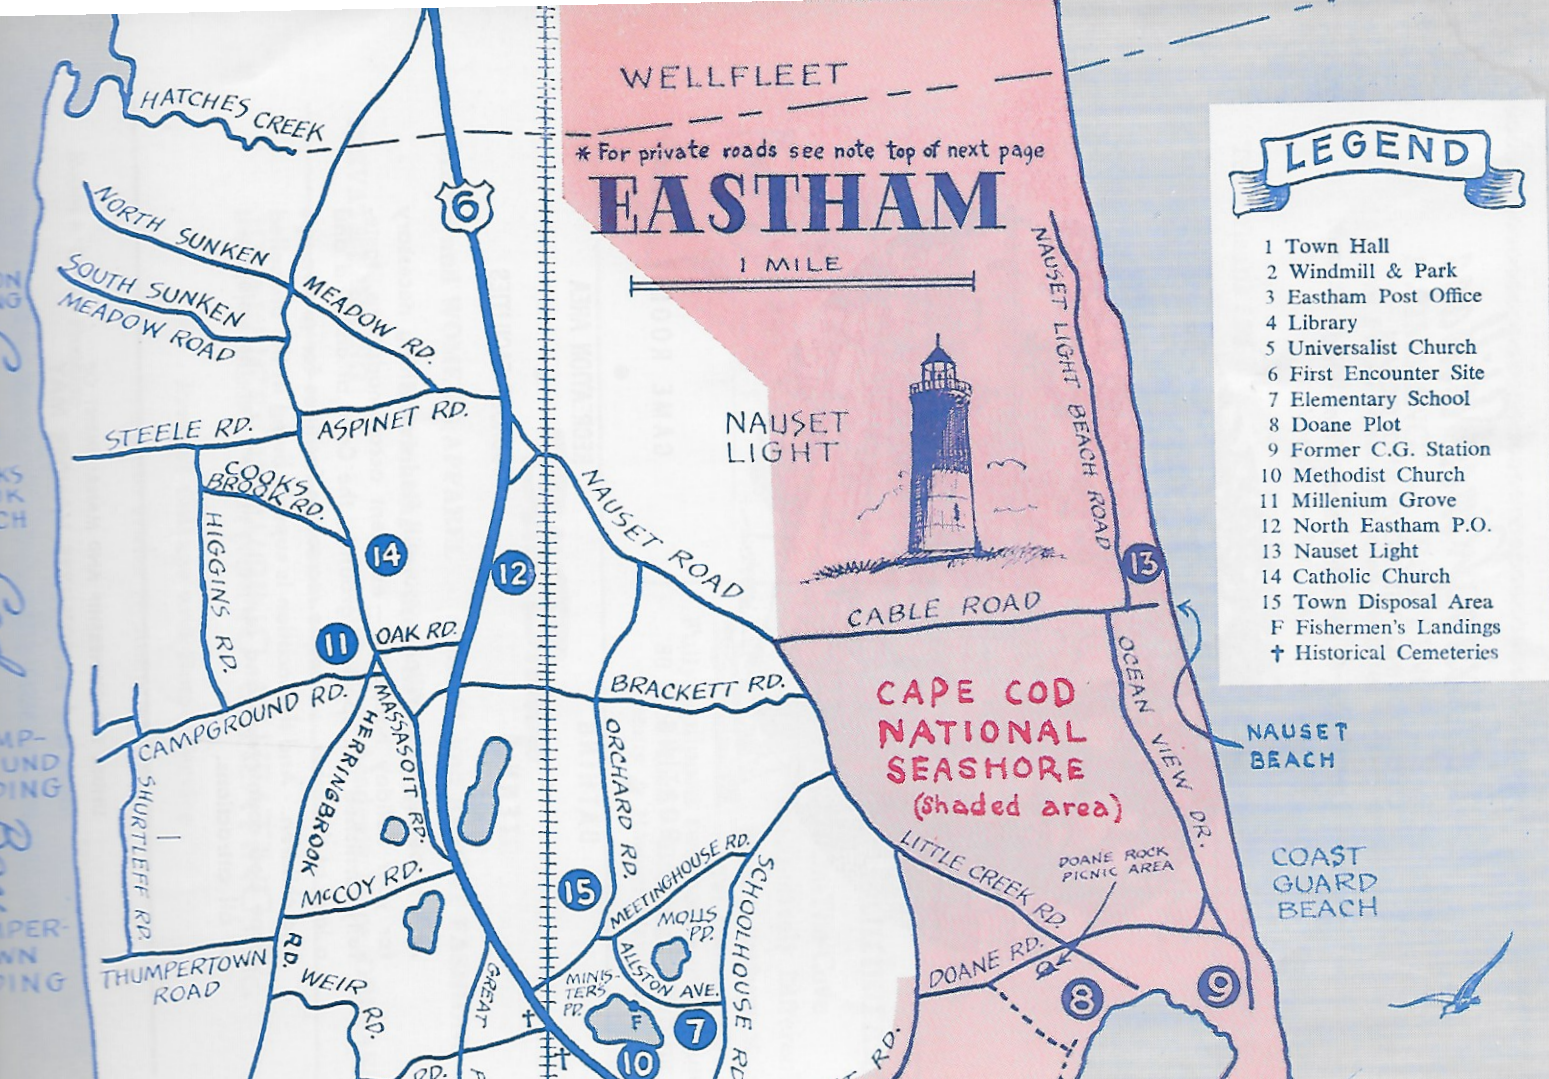 WELLFLEET
HATCHES CREEK
* For private roads see note top of next page
EASTHAM
1 MILE
6
NORTH SUNKEN MEADOW RD.
SOUTH SUNKEN
MEADOW ROAD
STEELE RD.
ASPINET RD.
COOKS
BROOK RD.
HIGGINS RD.
NAUSET ROAD
NAUSET
LIGHT
NAUSET LIGHT BEACH ROAD
14
12
13
11
OAK RD.
CABLE ROAD
CAMPGROUND RD.
BRACKETT RD.
MASSASOIT RD.
HERRINGBROOK RD.
SHURTLEFF RD.
ORCHARD RD.
OCEAN VIEW DR.
CAPE COD
NATIONAL
SEASHORE
(Shaded area)
NAUSET
BEACH
McCOY RD.
15
MEETINGHOUSE RD.
SCHOOLHOUSE RD
LITTLE CREEK RD.
DOANE ROCK
PICNIC AREA
COAST
GUARD
BEACH
MOLLS
PD.
ALLSTON AVE.
THUMPERTOWN
ROAD
WEIR RD.
GREAT
MINIS-
TERS
PD.
F
7
10
DOANE RD.
8
9
RD.
RD.
LEGEND
1 Town Hall
2 Windmill & Park
3 Eastham Post Office
4 Library
5 Universalist Church
6 First Encounter Site
7 Elementary School
8 Doane Plot
9 Former C.G. Station
10 Methodist Church
11 Millenium Grove
12 North Eastham P.O.
13 Nauset Light
14 Catholic Church
15 Town Disposal Area
F Fishermen's Landings
† Historical Cemeteries